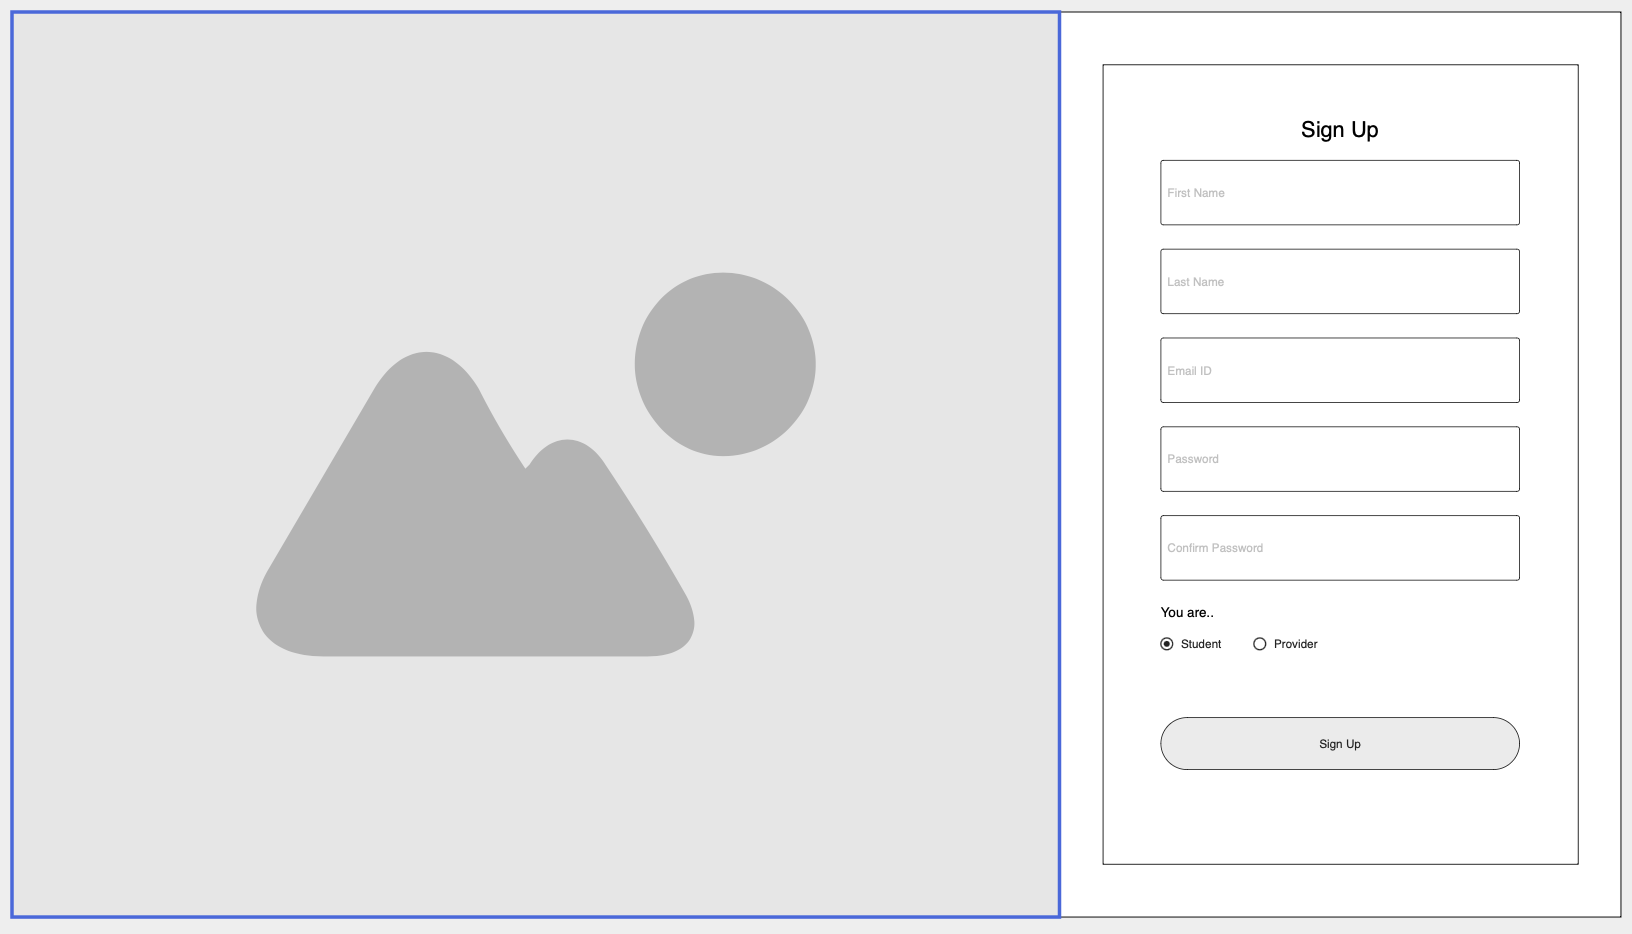 Sign Up
First Name
Last Name
Email ID
Password
Confirm Password
You are..
Student Provider
Sign Up